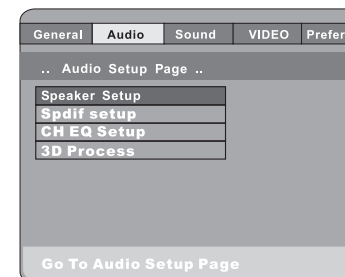 General Audio Sound VIDEO Prefer
.. Audio Setup Page ..
Speaker Setup
Spdif setup
CH EQ Setup
3D Process
Go To Audio Setup Page